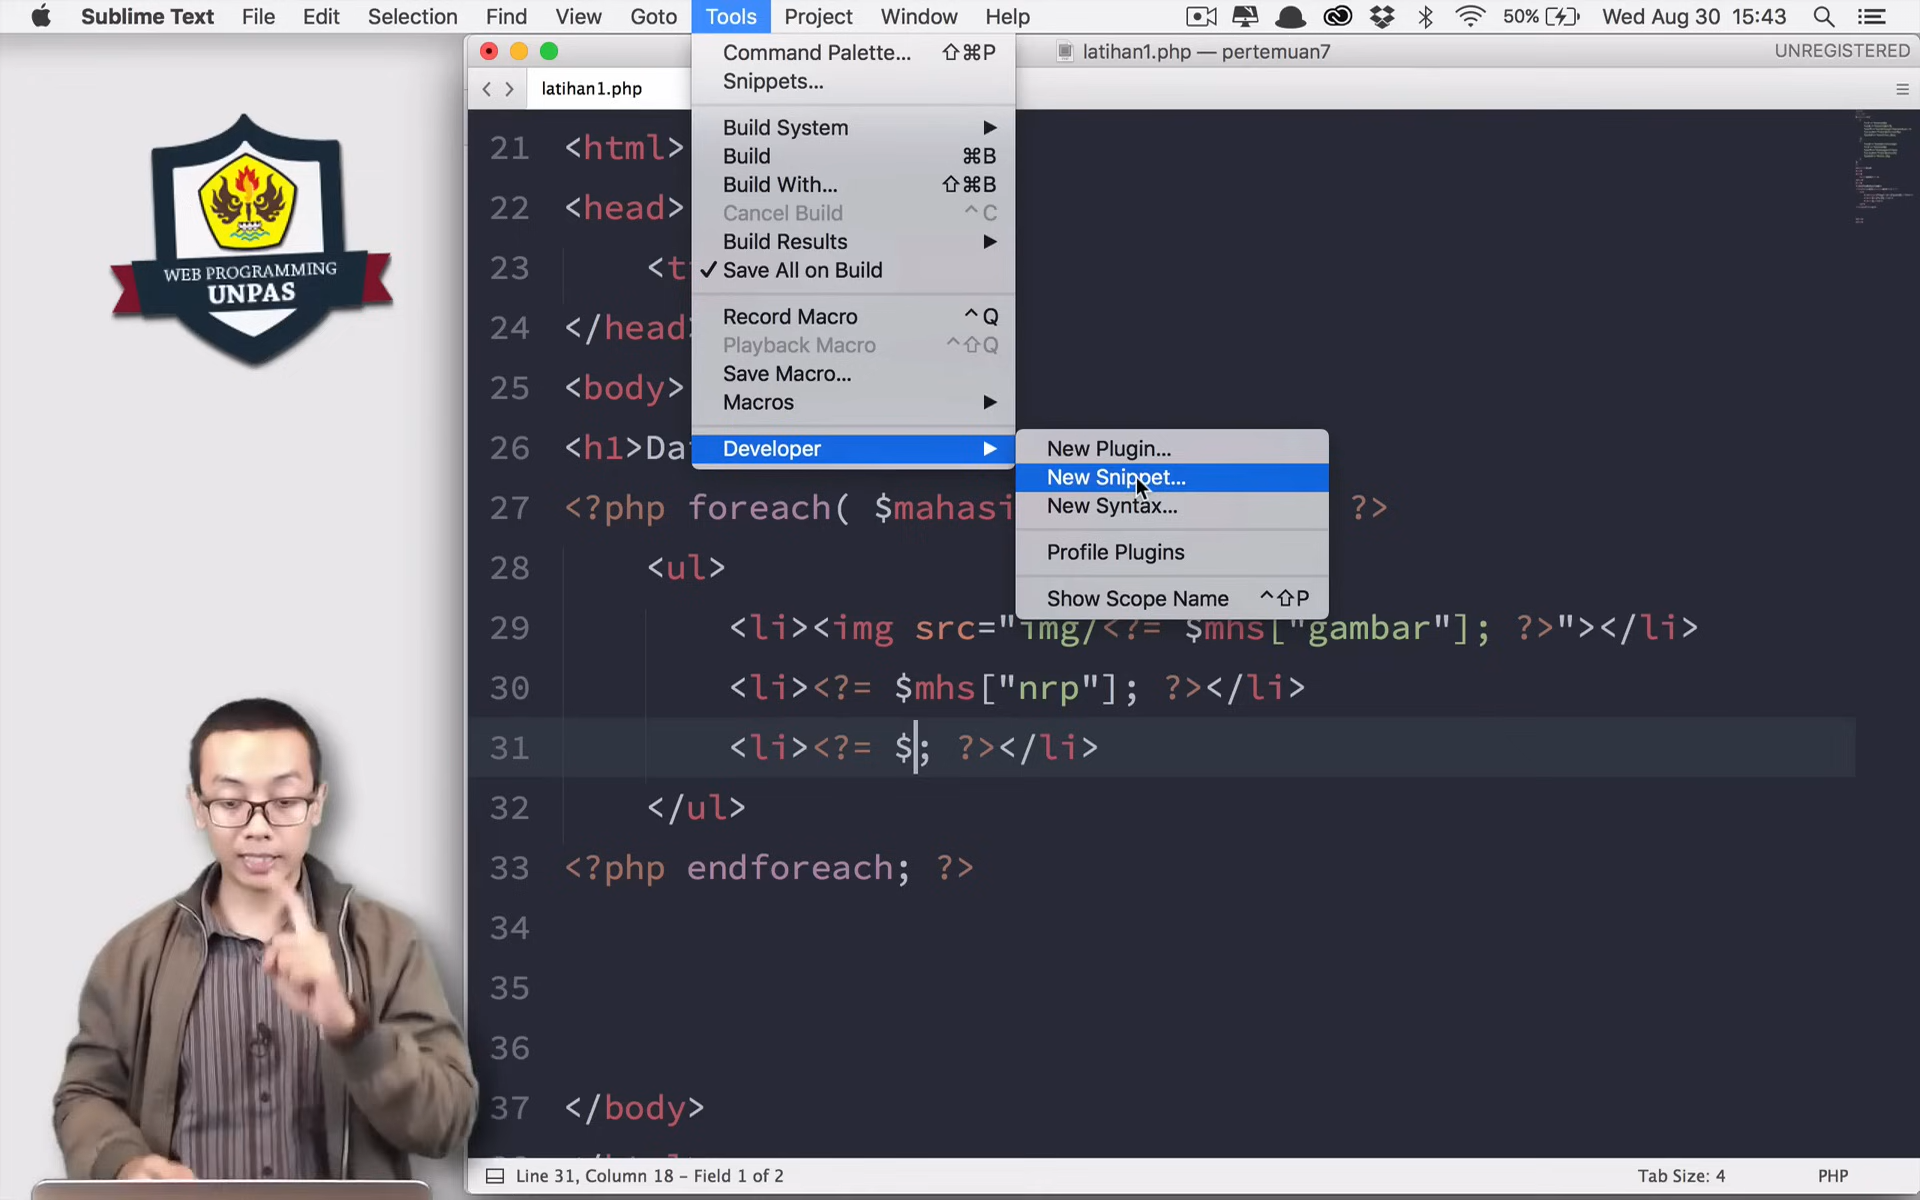 Sublime Text File Edit Selection Find View Goto Tools Project Window Help 50% Wed Aug 30 15:43
latihan1.php — pertemuan7 UNREGISTERED
latihan1.php
Command Palette... ⇧⌘P
Snippets...
Build System ▶
Build ⌘B
Build With... ⇧⌘B
Cancel Build ^C
Build Results ▶
✓ Save All on Build
Record Macro ^Q
Playback Macro ^⇧Q
Save Macro...
Macros ▶
Developer ▶
New Plugin...
New Snippet...
New Syntax...
Profile Plugins
Show Scope Name ^⇧P
WEB PROGRAMMING
UNPAS
21 <html>
22 <head>
23 <t
24 </head
25 <body>
26 <h1>Da
27 <?php foreach( $mahasi ?>
28 <ul>
29 <li><img src="img/<?= $mhs["gambar"]; ?>"></li>
30 <li><?= $mhs["nrp"]; ?></li>
31 <li><?= $; ?></li>
32 </ul>
33 <?php endforeach; ?>
34
35
36
37 </body>
Line 31, Column 18 – Field 1 of 2 Tab Size: 4 PHP